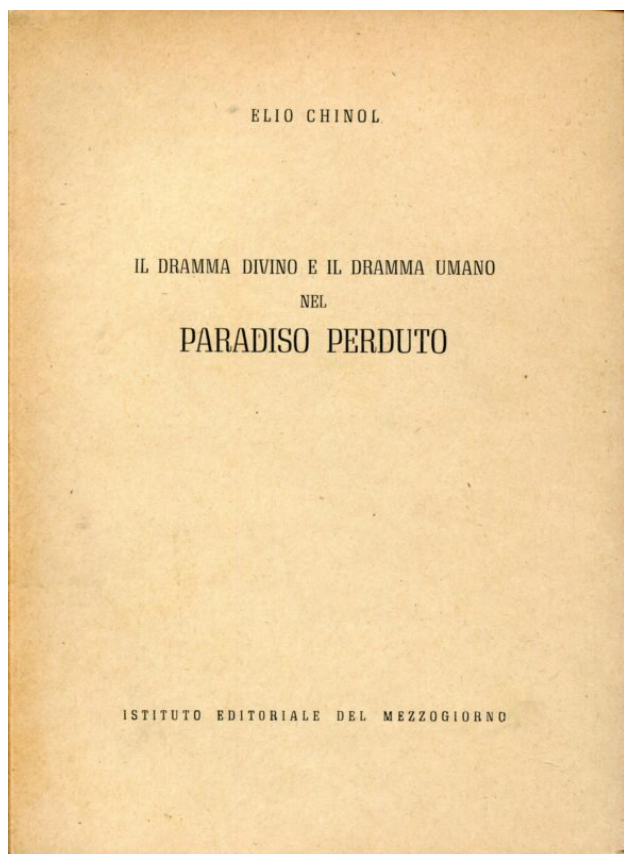 ELIO CHINOL
IL DRAMMA DIVINO E IL DRAMMA UMANO
NEL
PARADISO PERDUTO
ISTITUTO EDITORIALE DEL MEZZOGIORNO